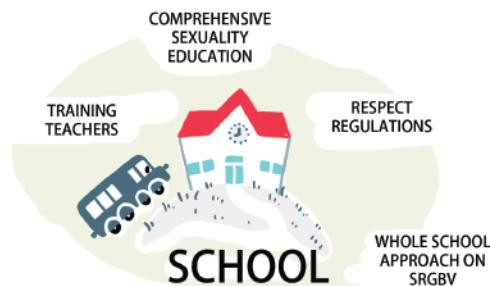 COMPREHENSIVE
SEXUALITY
EDUCATION
TRAINING
TEACHERS
RESPECT
REGULATIONS
SCHOOL
WHOLE SCHOOL
APPROACH ON
SRGBV